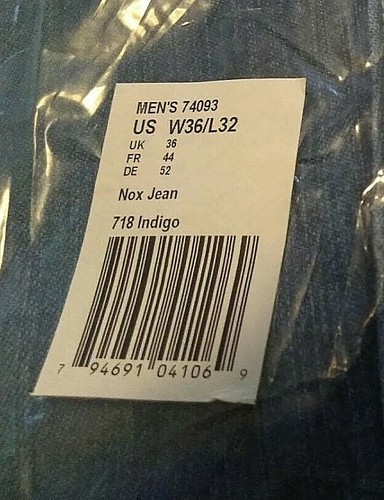 MEN'S 74093
US W36/L32
UK 36
FR 44
DE 52
Nox Jean
718 Indigo
7 94691 04106 9